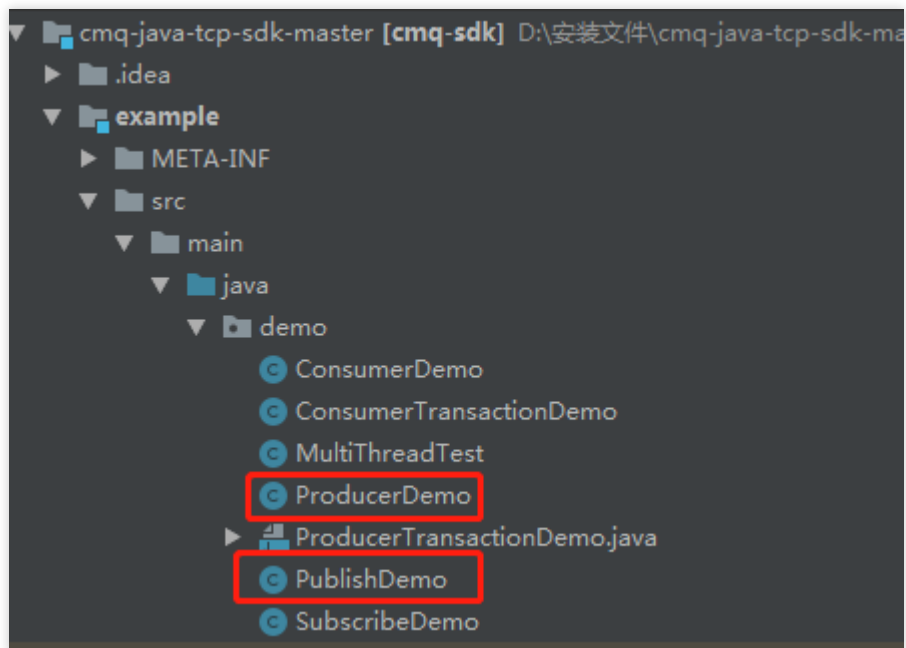 cmq-java-tcp-sdk-master [cmq-sdk] D:\安装文件\cmq-java-tcp-sdk-ma
.idea
example
META-INF
src
main
java
demo
ConsumerDemo
ConsumerTransactionDemo
MultiThreadTest
ProducerDemo
ProducerTransactionDemo.java
PublishDemo
SubscribeDemo